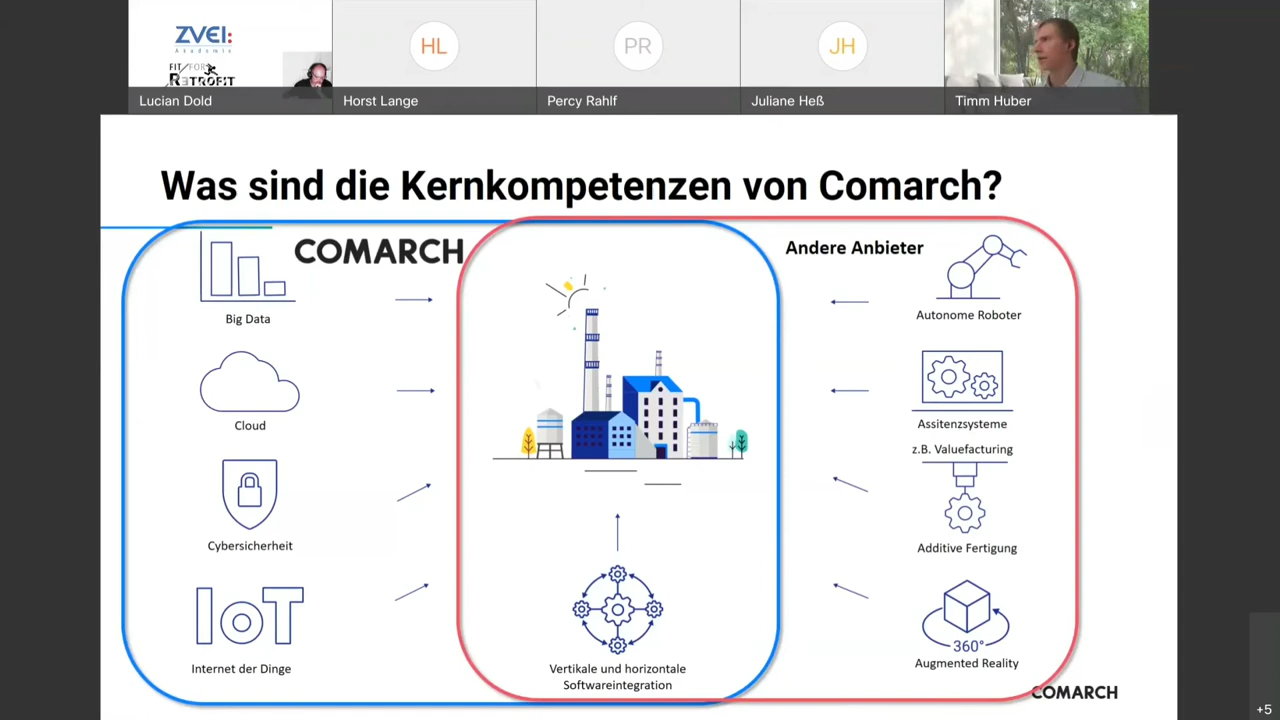 ZVEI:
Akademie
FIT FOR
RETROFIT
HL
PR
JH
Lucian Dold
Horst Lange
Percy Rahlf
Juliane Heß
Timm Huber
Was sind die Kernkompetenzen von Comarch?
COMARCH
Andere Anbieter
Big Data
Autonome Roboter
Cloud
Assitenzsysteme
z.B. Valuefacturing
Cybersicherheit
Additive Fertigung
IoT
360°
Internet der Dinge
Vertikale und horizontale
Softwareintegration
Augmented Reality
COMARCH
+5